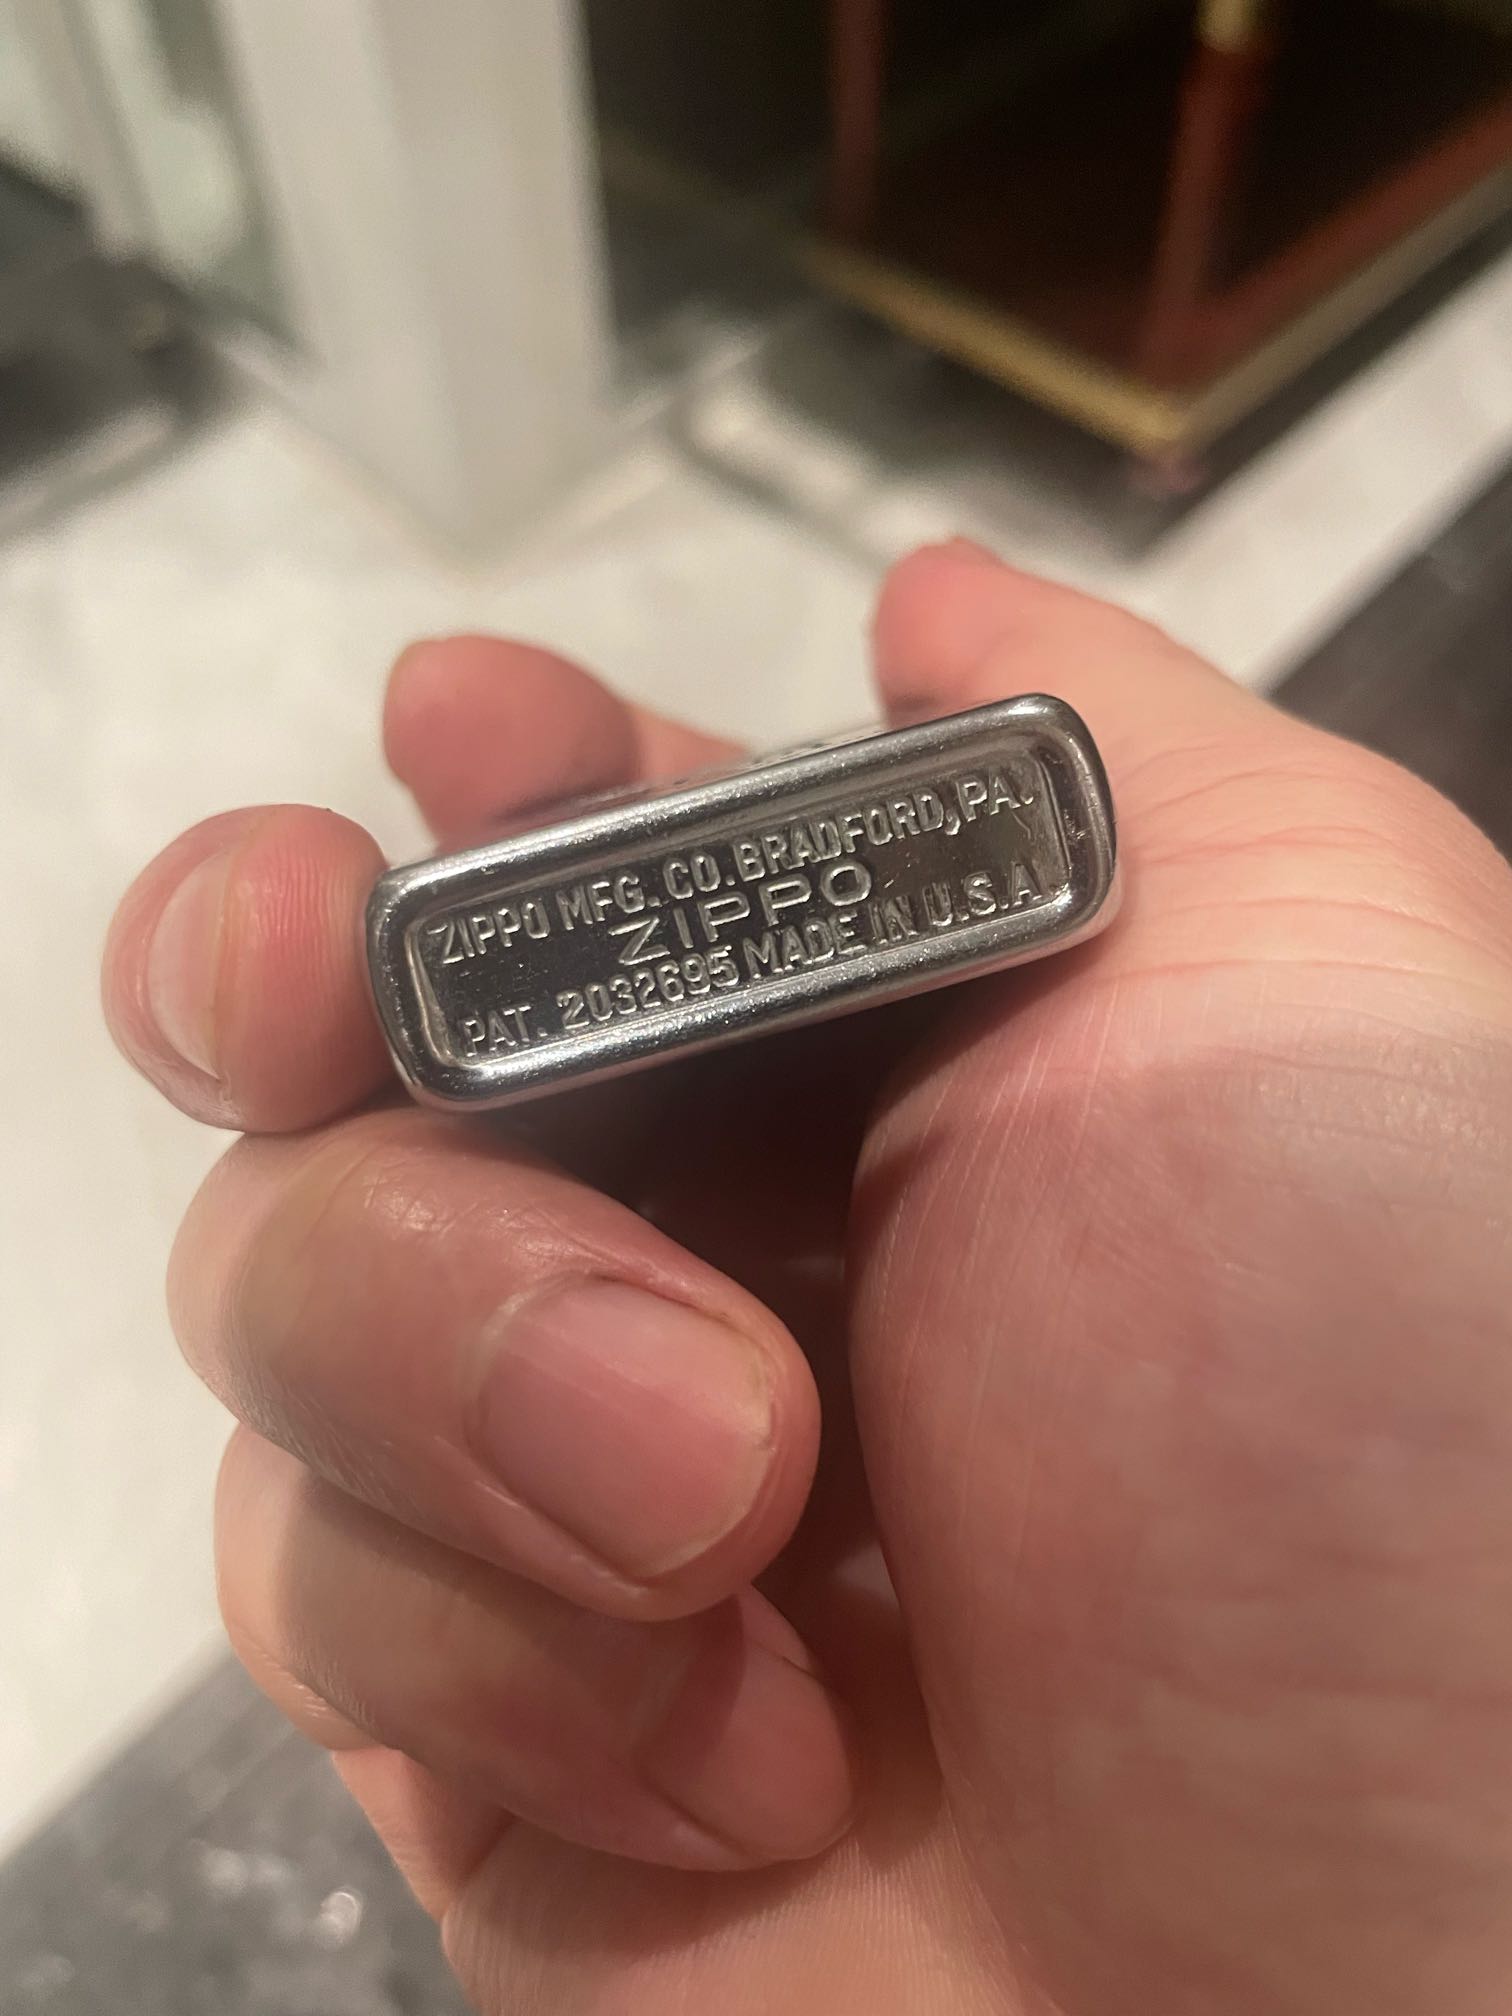 ZIPPO MFG. CO. BRADFORD, PA.
ZIPPO
PAT. 2032695 MADE IN U.S.A